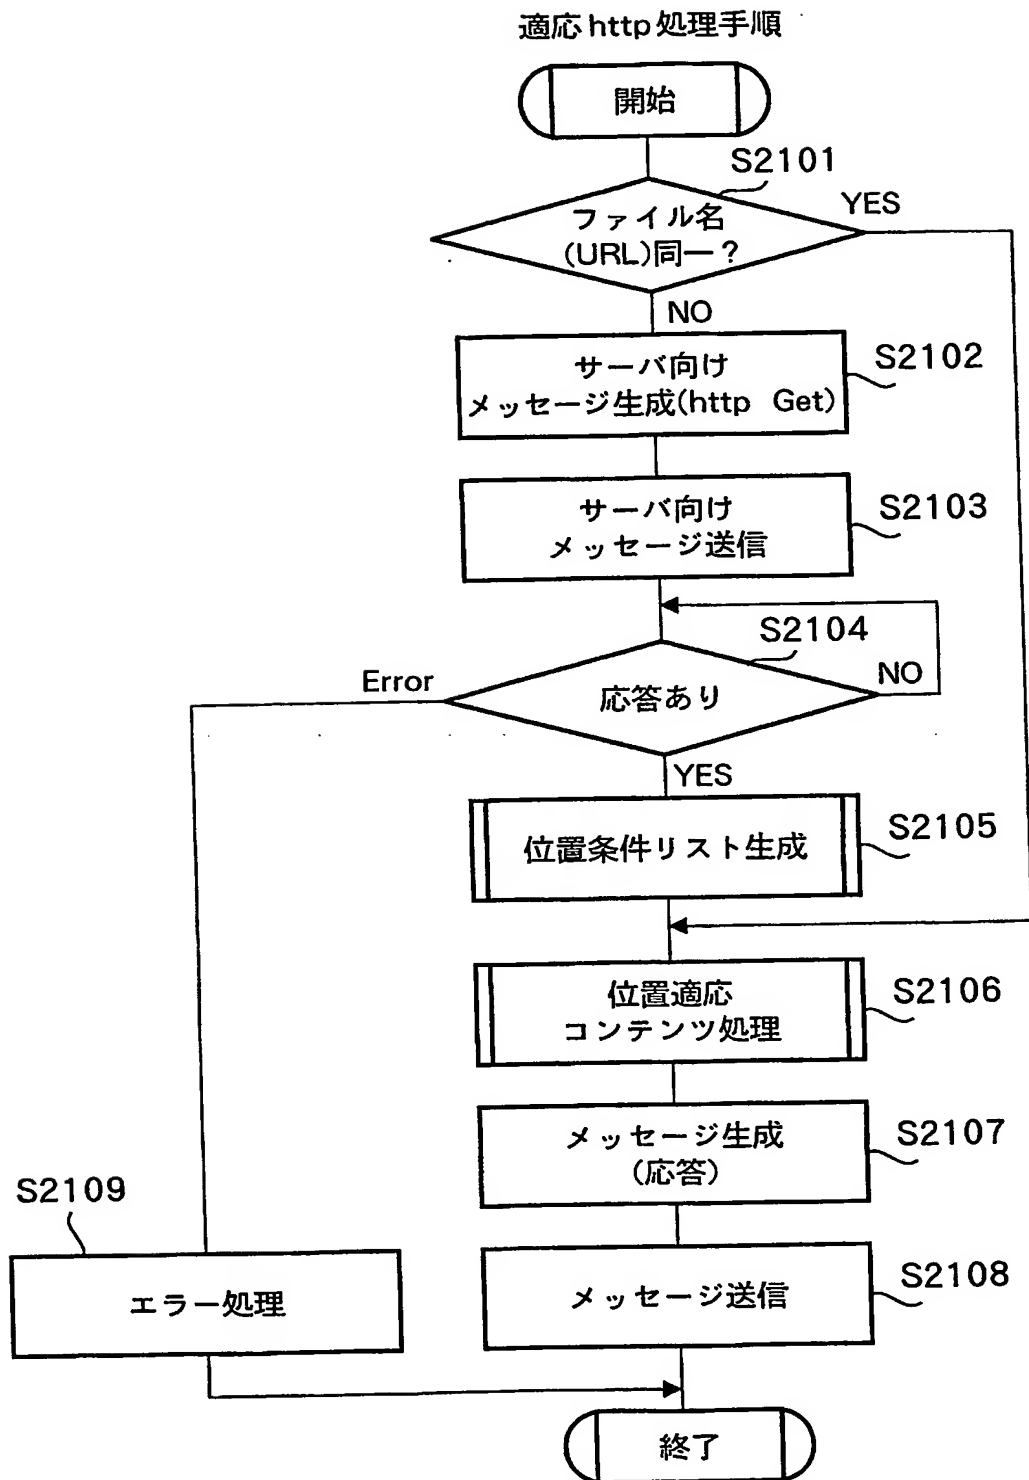 適応http処理手順
開始
S2101
ファイル名
(URL)同一?
YES
NO
サーバ向け
メッセージ生成(http Get)
S2102
サーバ向け
メッセージ送信
S2103
S2104
Error
応答あり
NO
YES
位置条件リスト生成
S2105
位置適応
コンテンツ処理
S2106
メッセージ生成
(応答)
S2107
S2109
エラー処理
メッセージ送信
S2108
終了